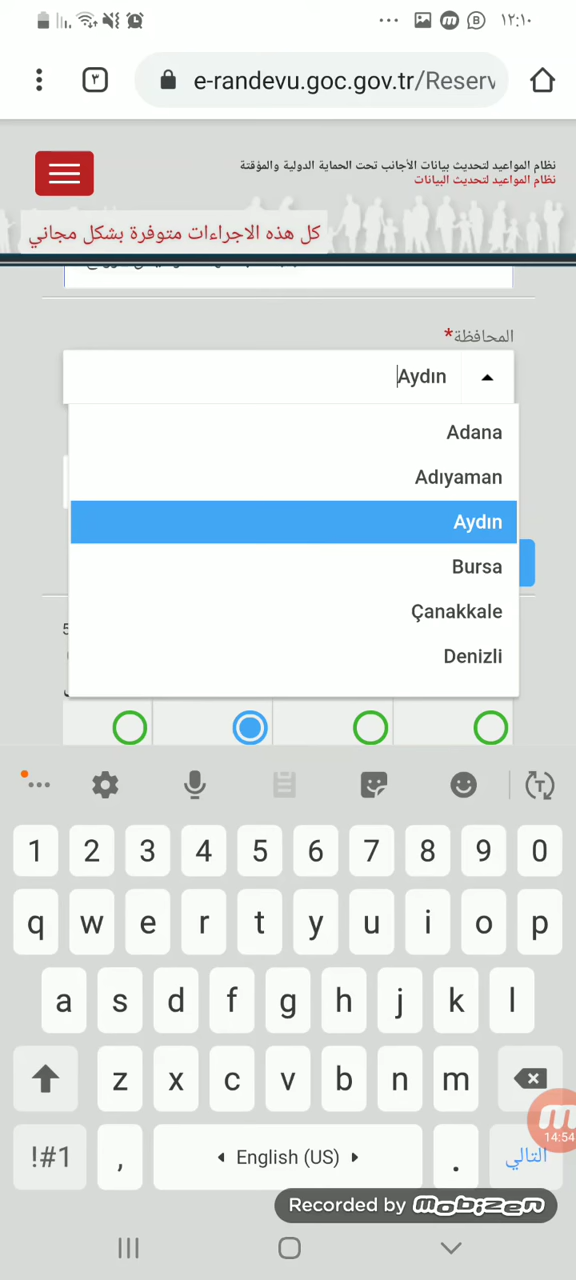 ١٢:١٠
٣
e-randevu.goc.gov.tr/Reserv
نظام المواعيد لتحديث بيانات الأجانب تحت الحماية الدولية والمؤقتة
نظام المواعيد لتحديث البيانات
كل هذه الاجراءات متوفرة بشكل مجاني
المحافظة*
Aydın
Adana
Adıyaman
Aydın
Bursa
Çanakkale
Denizli
1 2 3 4 5 6 7 8 9 0
q w e r t y u i o p
a s d f g h j k l
z x c v b n m
!#1 , English (US) . التالي
14:54
Recorded by mobizen